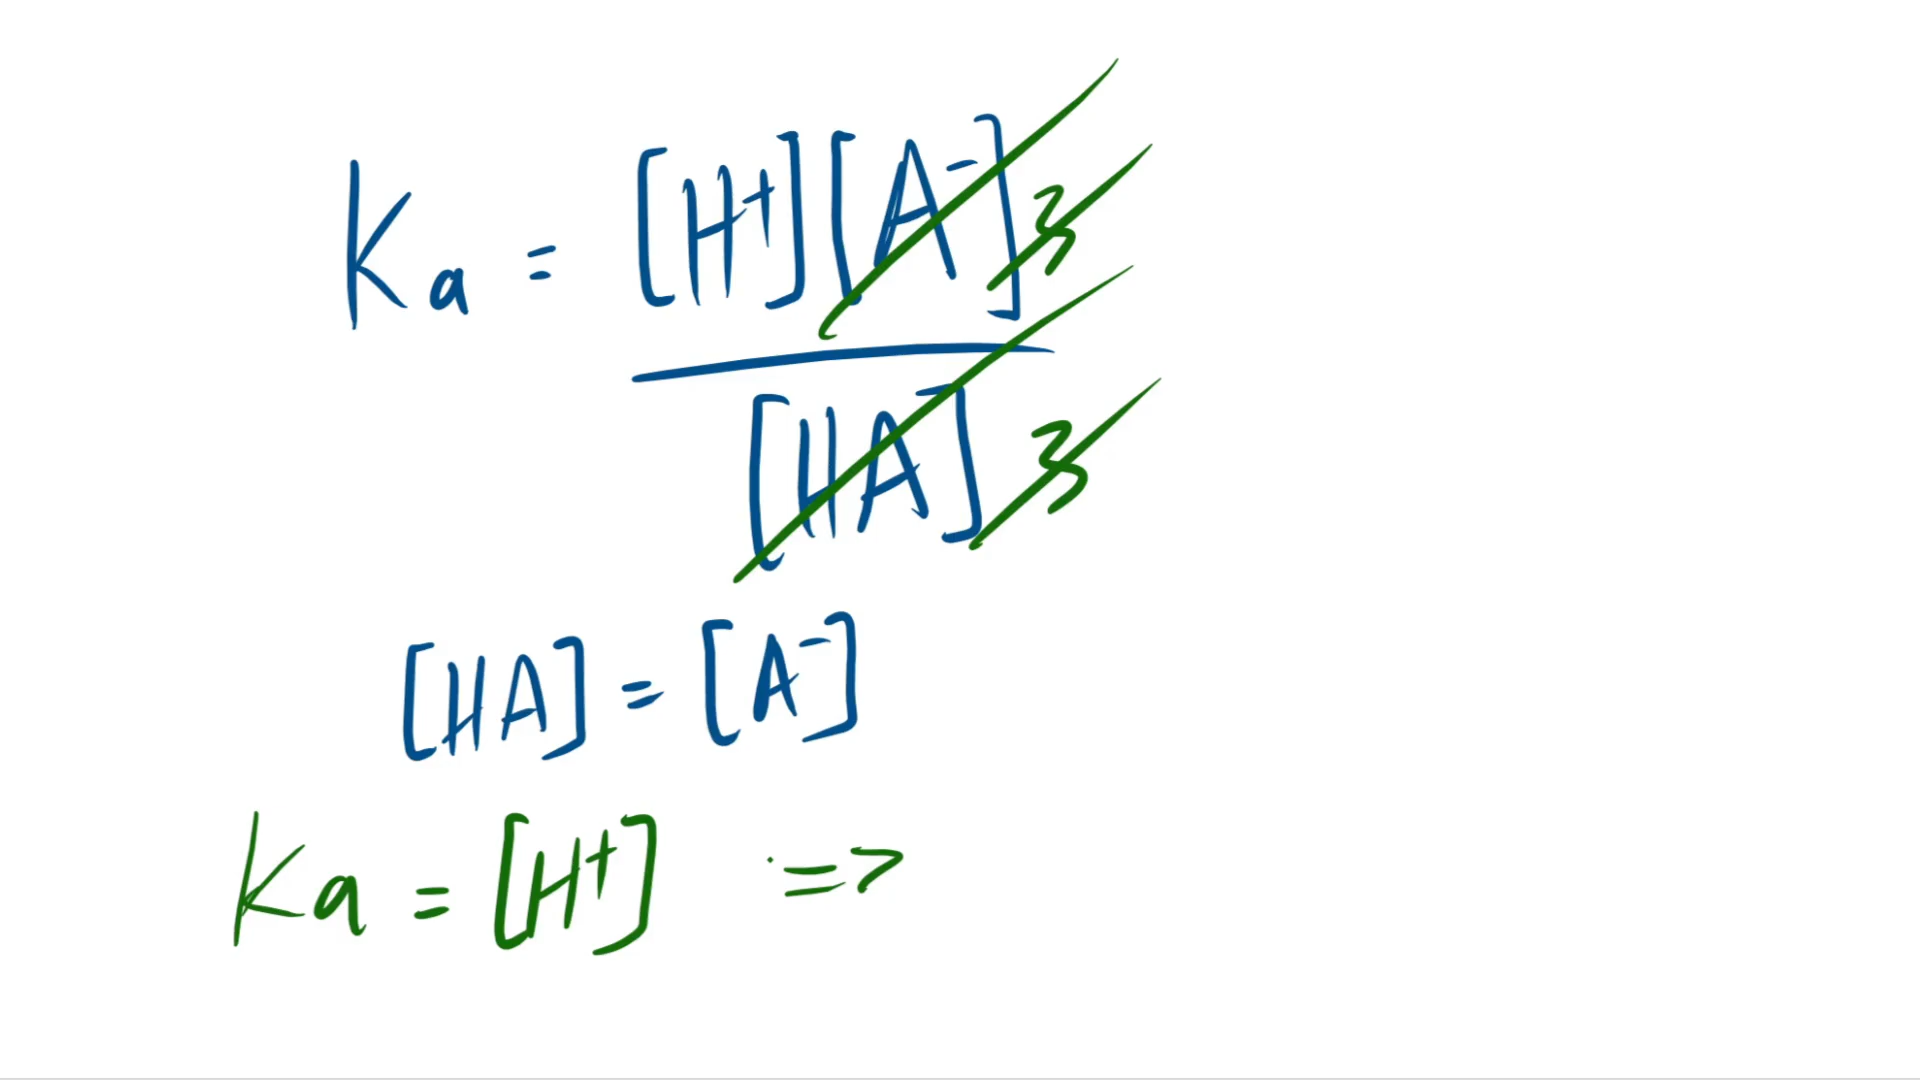 Ka = [H+][A-]3
[HA]3
[HA] = [A-]
Ka = [H+] =>